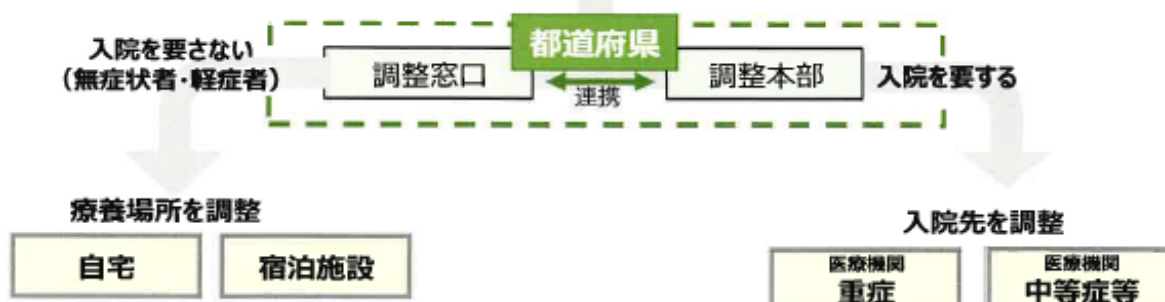 都道府県
入院を要さない
(無症状者・軽症者)
調整窓口
連携
調整本部
入院を要する
療養場所を調整
自宅
宿泊施設
入院先を調整
医療機関
重症
医療機関
中等症等